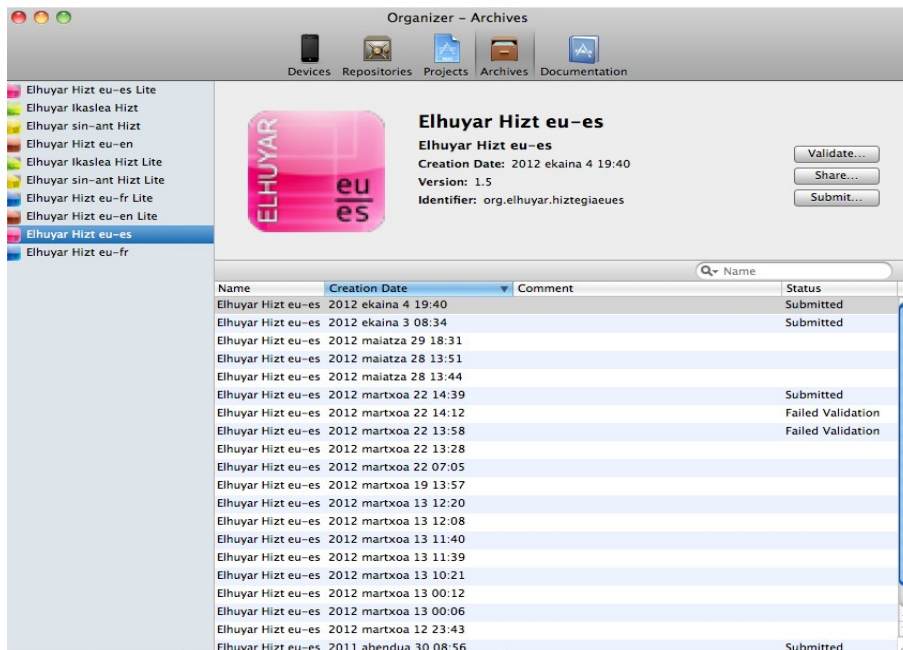 Organizer – Archives
Devices Repositories Projects Archives Documentation
Elhuyar Hizt eu-es Lite
Elhuyar Ikaslea Hizt
Elhuyar sin-ant Hizt
Elhuyar Hizt eu-en
Elhuyar Ikaslea Hizt Lite
Elhuyar sin-ant Hizt Lite
Elhuyar Hizt eu-fr Lite
Elhuyar Hizt eu-en Lite
Elhuyar Hizt eu-es
Elhuyar Hizt eu-fr
ELHUYAR
eu
es
Elhuyar Hizt eu-es
Elhuyar Hizt eu-es
Creation Date: 2012 ekaina 4 19:40
Version: 1.5
Identifier: org.elhuyar.hiztegiaeues
Validate...
Share...
Submit...
Name
Name Creation Date Comment Status
Elhuyar Hizt eu-es 2012 ekaina 4 19:40 Submitted
Elhuyar Hizt eu-es 2012 ekaina 3 08:34 Submitted
Elhuyar Hizt eu-es 2012 maiatza 29 18:31
Elhuyar Hizt eu-es 2012 maiatza 28 13:51
Elhuyar Hizt eu-es 2012 maiatza 28 13:44
Elhuyar Hizt eu-es 2012 martxoa 22 14:39 Submitted
Elhuyar Hizt eu-es 2012 martxoa 22 14:12 Failed Validation
Elhuyar Hizt eu-es 2012 martxoa 22 13:58 Failed Validation
Elhuyar Hizt eu-es 2012 martxoa 22 13:28
Elhuyar Hizt eu-es 2012 martxoa 22 07:05
Elhuyar Hizt eu-es 2012 martxoa 19 13:57
Elhuyar Hizt eu-es 2012 martxoa 13 12:20
Elhuyar Hizt eu-es 2012 martxoa 13 12:08
Elhuyar Hizt eu-es 2012 martxoa 13 11:40
Elhuyar Hizt eu-es 2012 martxoa 13 11:39
Elhuyar Hizt eu-es 2012 martxoa 13 10:21
Elhuyar Hizt eu-es 2012 martxoa 13 00:12
Elhuyar Hizt eu-es 2012 martxoa 13 00:06
Elhuyar Hizt eu-es 2012 martxoa 12 23:43
Elhuyar Hizt eu-es 2011 abendua 30 08:56 Submitted